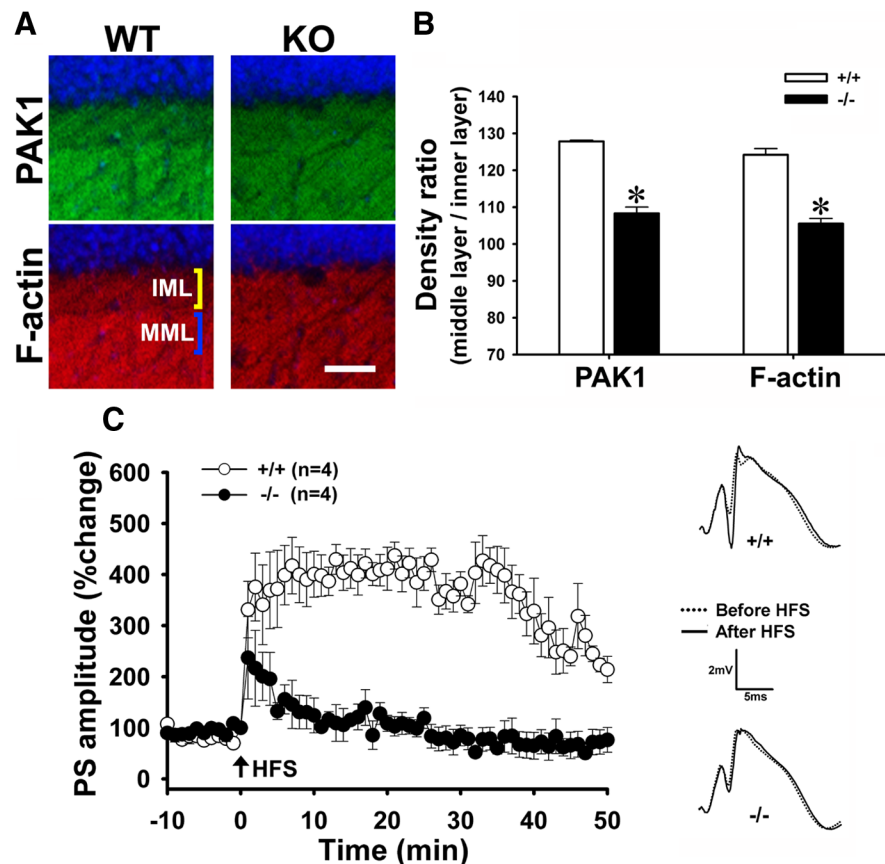 A
WT
KO
PAK1
F-actin
IML
MML
B
+/+
-/-
Density ratio
(middle layer / inner layer)
140
130
120
110
100
90
80
70
*
*
PAK1
F-actin
C
+/+ (n=4)
-/- (n=4)
PS amplitude (%change)
600
500
400
300
200
100
0
HFS
-10
0
10
20
30
40
50
Time (min)
+/+
Before HFS
After HFS
2mV
5ms
-/-